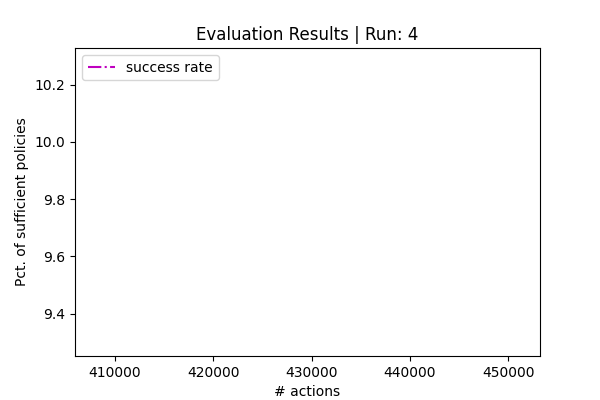 Evaluation Results | Run: 4
success rate
Pct. of sufficient policies
10.2
10.0
9.8
9.6
9.4
410000 420000 430000 440000 450000
# actions